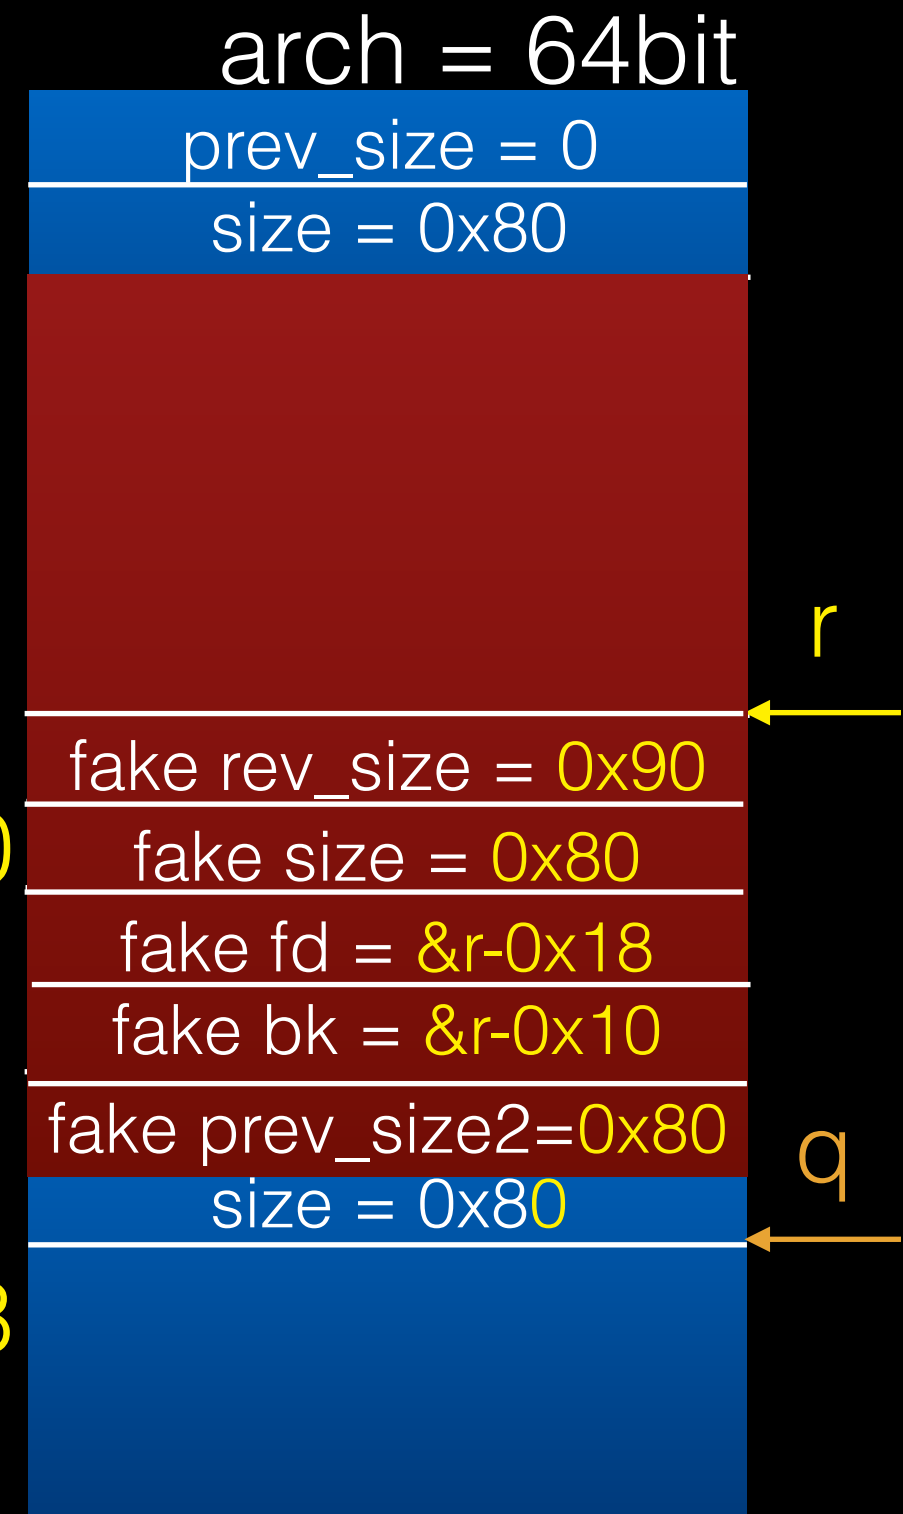 arch = 64bit
prev_size = 0
size = 0x80
r
fake rev_size = 0x90
fake size = 0x80
fake fd = &r-0x18
fake bk = &r-0x10
fake prev_size2=0x80
q
size = 0x80